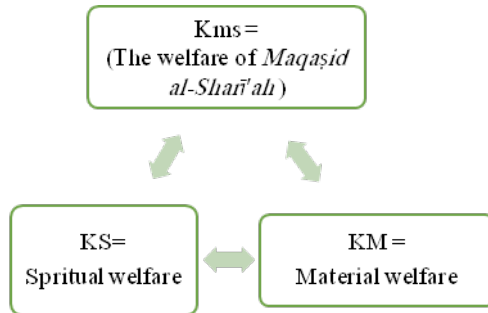 Kms =
(The welfare of Maqaṣid
al-Sharī'ah )
KS=
Spritual welfare
KM =
Material welfare